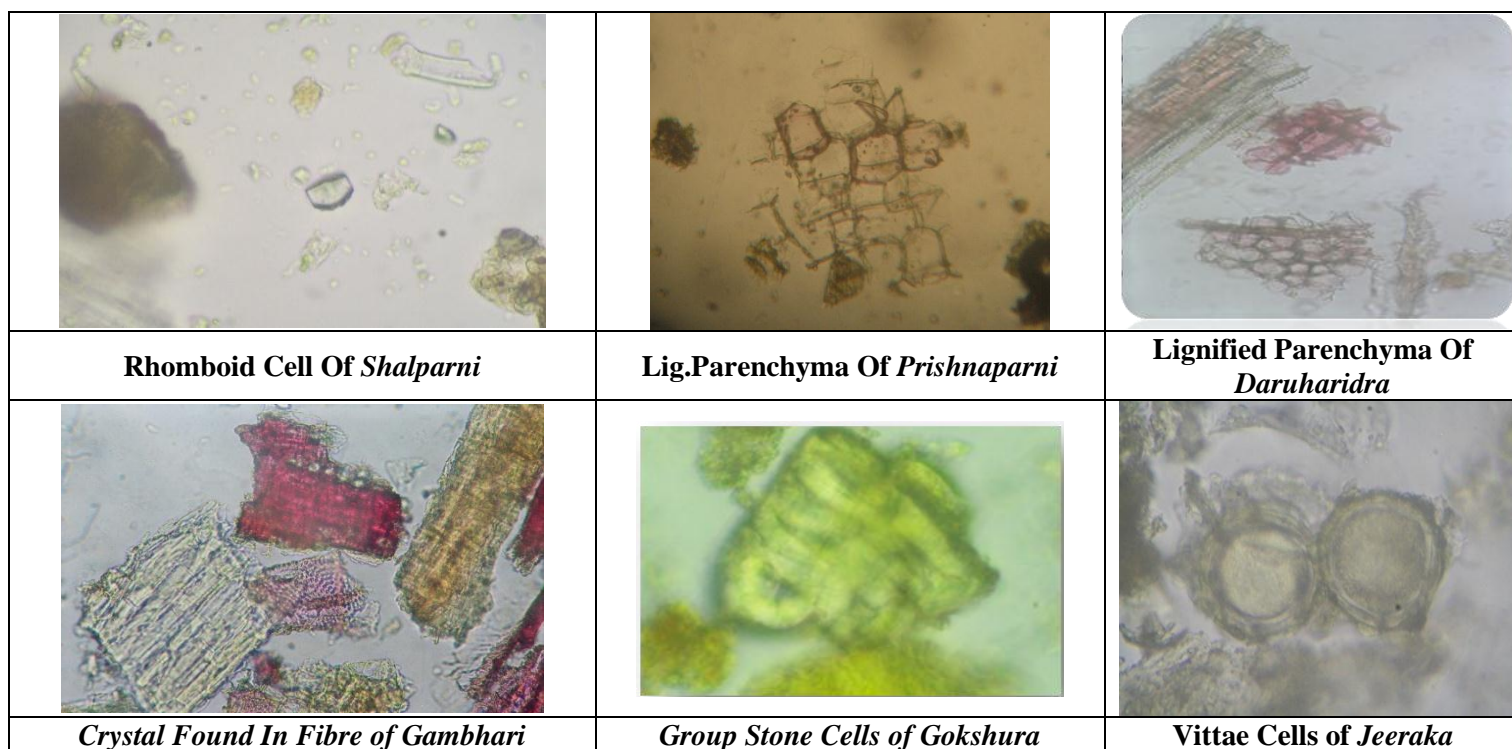 Rhomboid Cell Of Shalparni
Lig.Parenchyma Of Prishnaparni
Lignified Parenchyma Of
Daruharidra
Crystal Found In Fibre of Gambhari
Group Stone Cells of Gokshura
Vittae Cells of Jeeraka